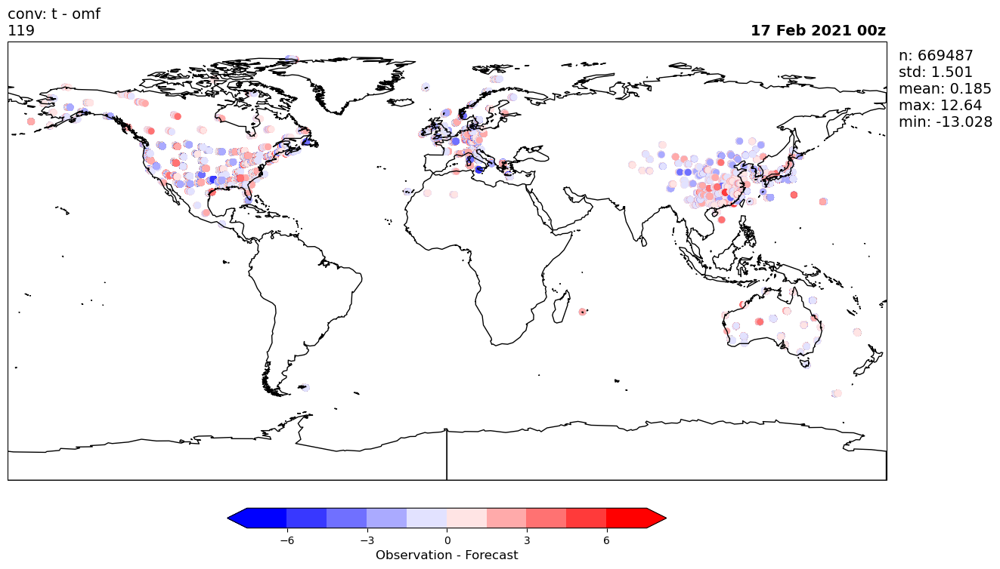 conv: t - omf
119
17 Feb 2021 00z
n: 669487
std: 1.501
mean: 0.185
max: 12.64
min: -13.028
−6 −3 0 3 6
Observation - Forecast